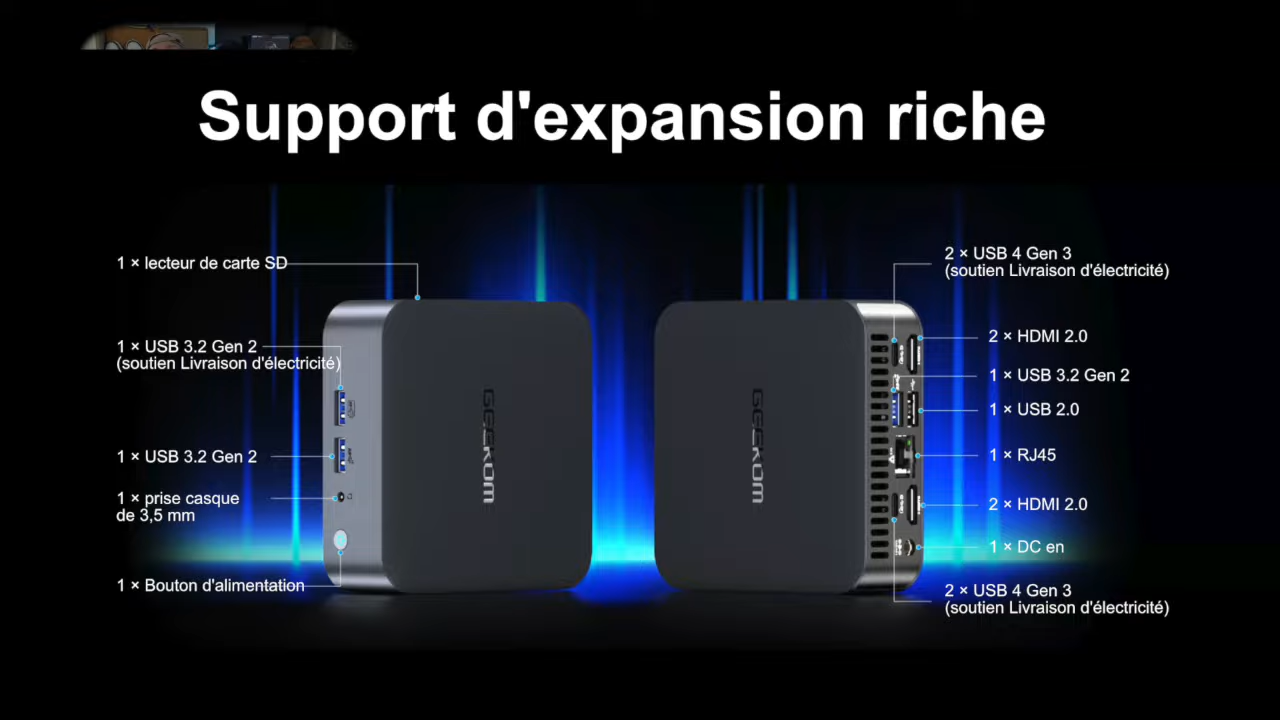 Support d'expansion riche
1 × lecteur de carte SD
1 × USB 3.2 Gen 2
(soutien Livraison d'électricité)
1 × USB 3.2 Gen 2
1 × prise casque
de 3,5 mm
1 × Bouton d'alimentation
GEEKOM
GEEKOM
2 × USB 4 Gen 3
(soutien Livraison d'électricité)
2 × HDMI 2.0
1 × USB 3.2 Gen 2
1 × USB 2.0
1 × RJ45
2 × HDMI 2.0
1 × DC en
2 × USB 4 Gen 3
(soutien Livraison d'électricité)